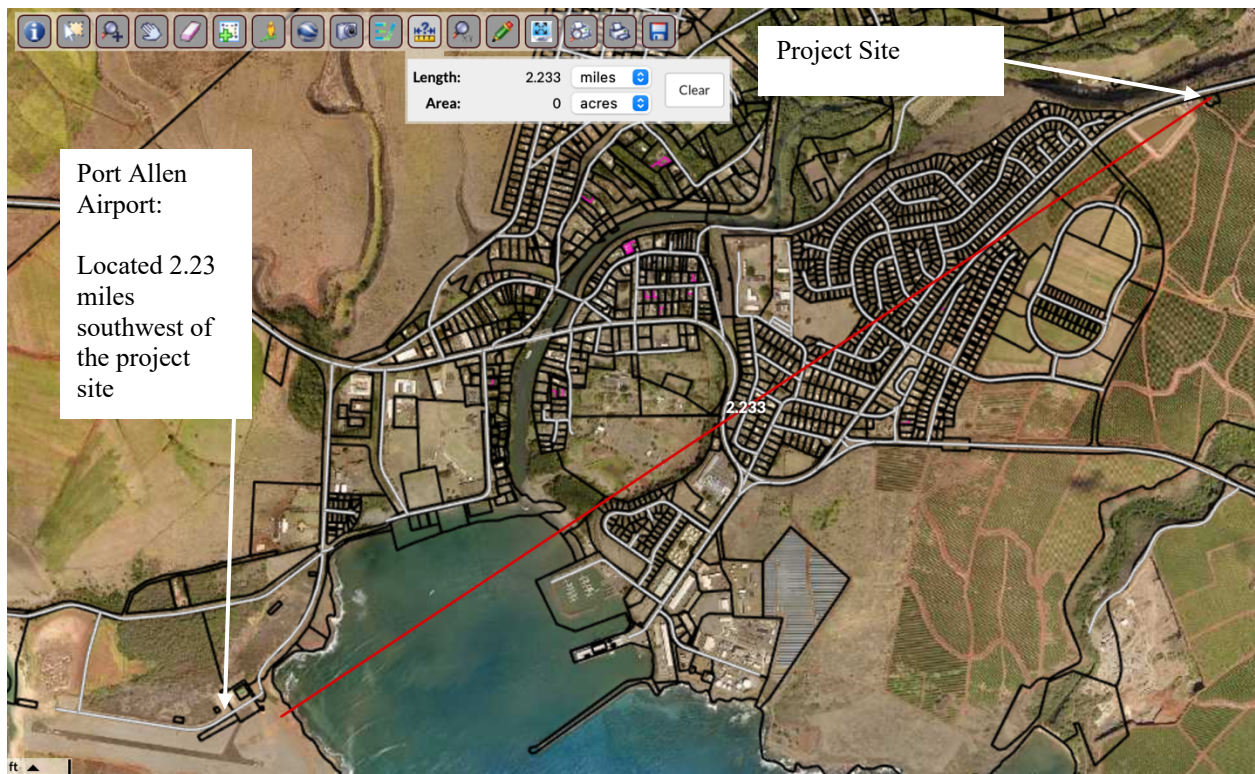 Project Site
Length: 2.233 miles
Area: 0 acres
Clear
Port Allen
Airport:
Located 2.23
miles
southwest of
the project
site
2.233
ft